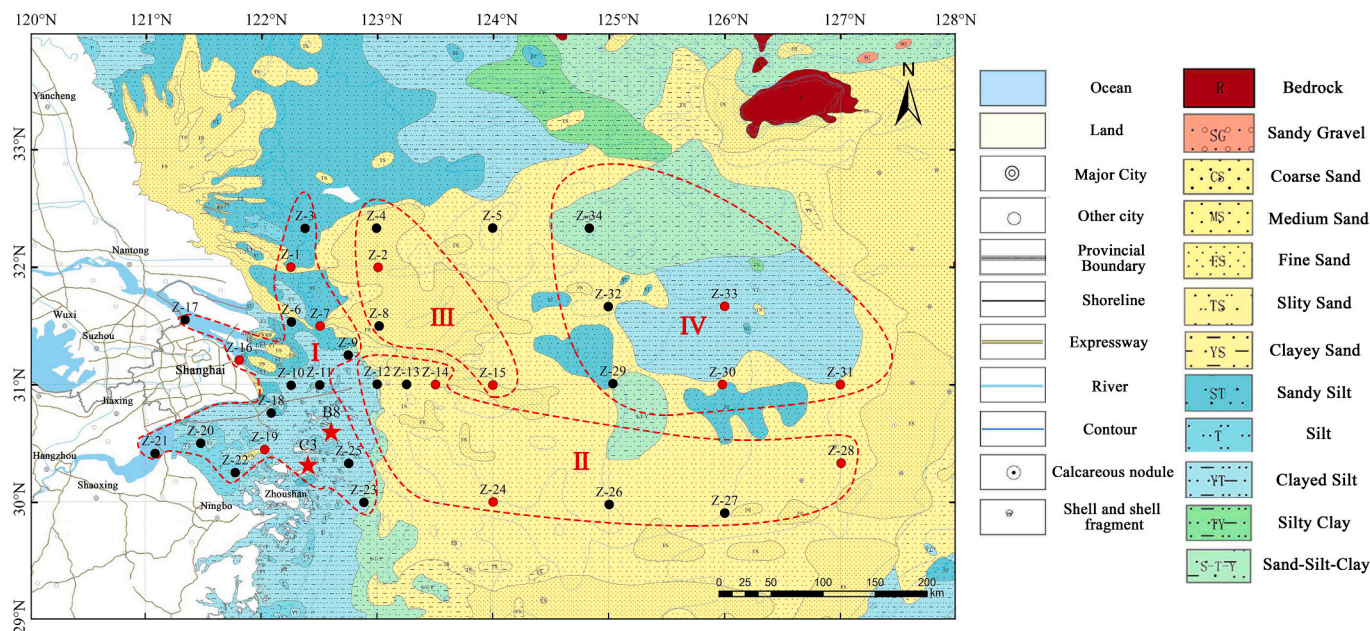 120°N 121°N 122°N 123°N 124°N 125°N 126°N 127°N 128°N
33°N
32°N
31°N
30°N
29°N
N
Yancheng
Nantong
Wuxi
Suzhou
Shanghai
Jiaxing
Hangzhou
Shaoxing
Ningbo
Zhoushan
Z-3
Z-4
Z-5
Z-34
Z-1
Z-2
Z-17
Z-6
Z-7
Z-8
Z-32
Z-33
Z-16
Z-9
Z-10
Z-11
Z-12
Z-13
Z-14
Z-15
Z-29
Z-30
Z-31
Z-18
B8
Z-21
Z-20
Z-19
C3
Z-22
Z-25
Z-23
Z-24
Z-26
Z-27
Z-28
I
II
III
IV
0 25 50 100 150 200
km
Ocean
Land
Major City
Other city
Provincial
Boundary
Shoreline
Expressway
River
Contour
Calcareous nodule
Shell and shell
fragment
R Bedrock
SG Sandy Gravel
CS Coarse Sand
MS Medium Sand
FS Fine Sand
TS Slity Sand
YS Clayey Sand
ST Sandy Silt
T Silt
YT Clayed Silt
TY Silty Clay
S-T-Y Sand-Silt-Clay